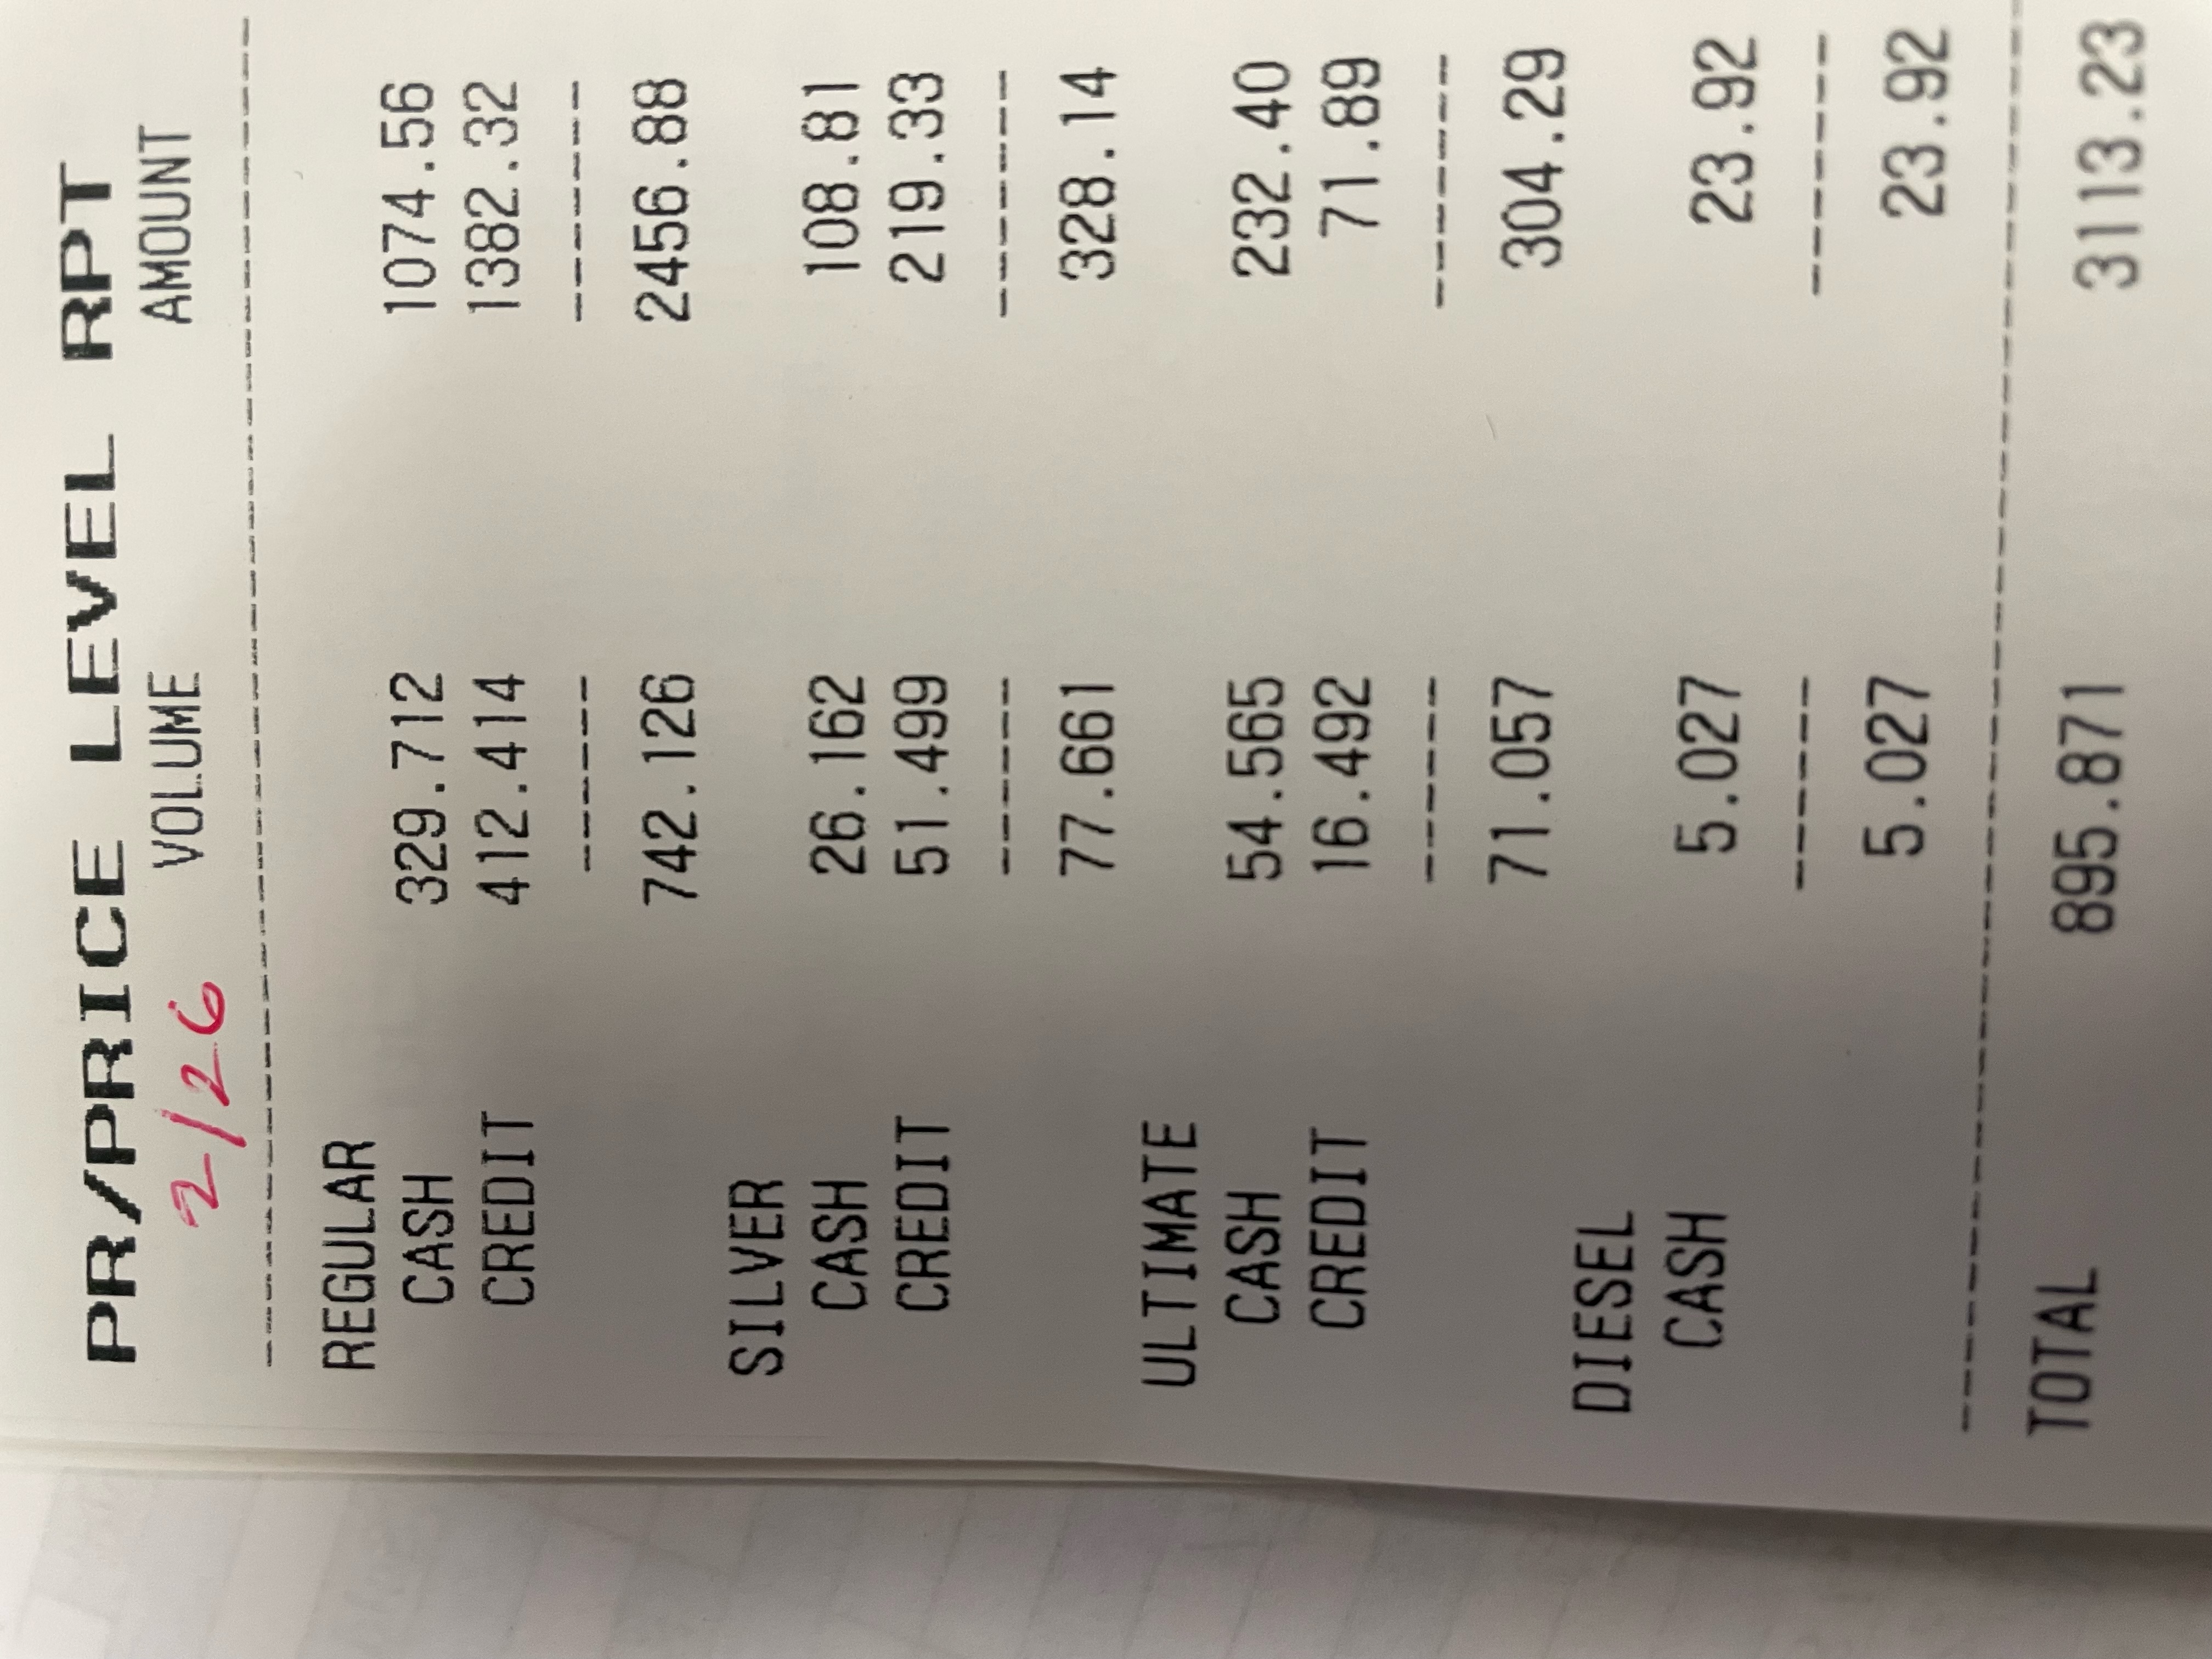 PR/PRICE LEVEL RPT
2/26 VOLUME AMOUNT
REGULAR
CASH 329.712 1074.56
CREDIT 412.414 1382.32
742.126 2456.88
SILVER
CASH 26.162 108.81
CREDIT 51.499 219.33
77.661 328.14
ULTIMATE
CASH 54.565 232.40
CREDIT 16.492 71.89
71.057 304.29
DIESEL
CASH 5.027 23.92
5.027 23.92
TOTAL 895.871 3113.23